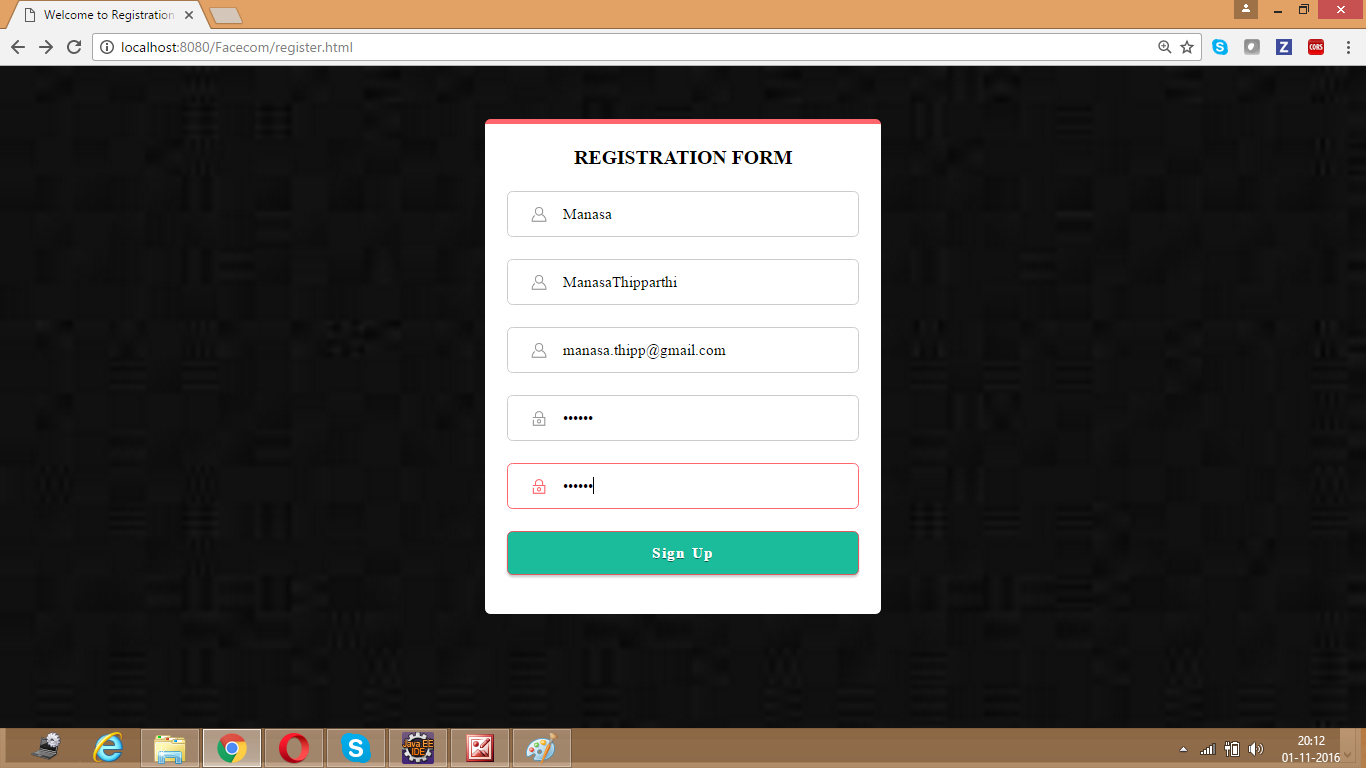 Welcome to Registration
localhost:8080/Facecom/register.html
Z
CORS
REGISTRATION FORM
Manasa
ManasaThipparthi
manasa.thipp@gmail.com
••••••
••••••
Sign Up
Java EE
IDE
20:12
01-11-2016